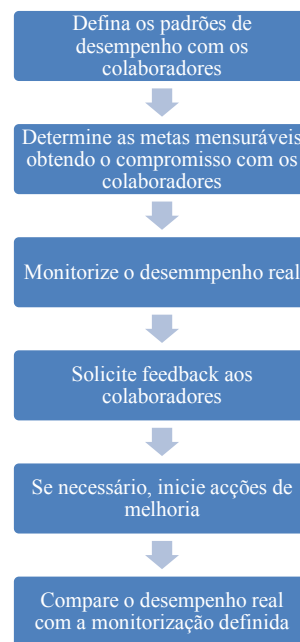 Defina os padrões de
desempenho com os
colaboradores
Determine as metas mensuráveis
obtendo o compromisso com os
colaboradores
Monitorize o desemmpenho real
Solicite feedback aos
colaboradores
Se necessário, inicie acções de
melhoria
Compare o desempenho real
com a monitorização definida